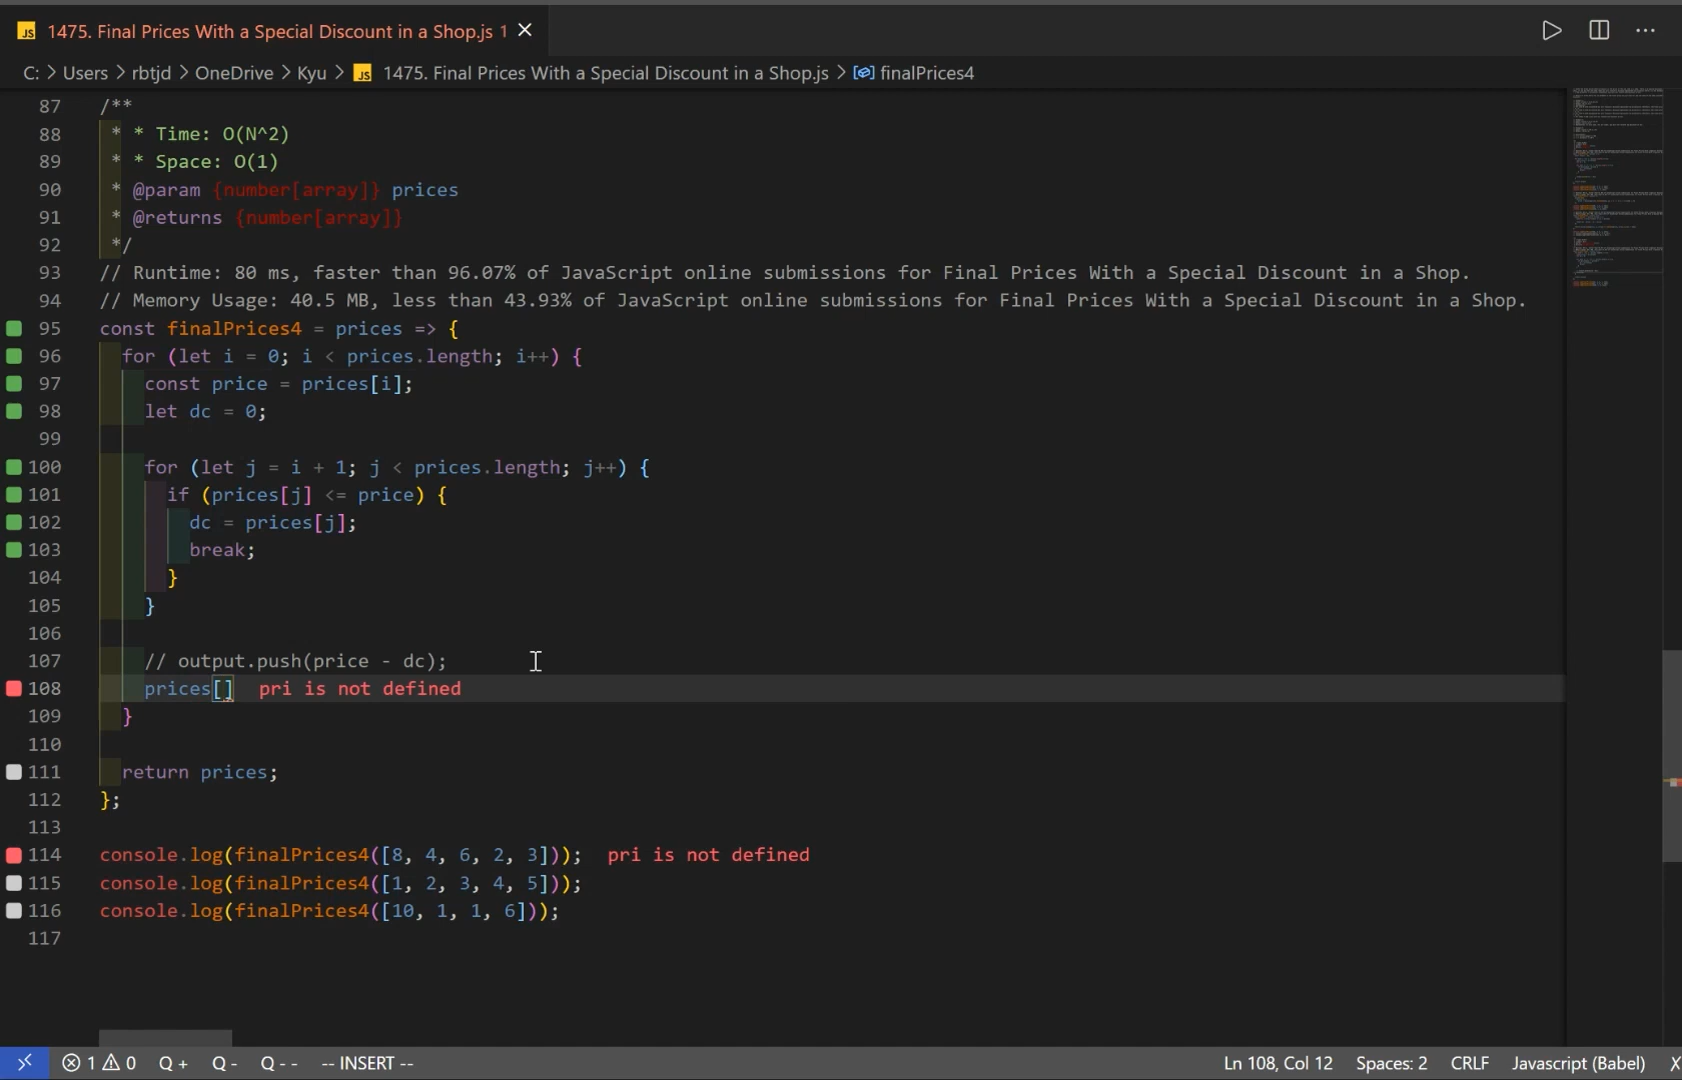 JS 1475. Final Prices With a Special Discount in a Shop.js 1
C: > Users > rbtjd > OneDrive > Kyu > JS 1475. Final Prices With a Special Discount in a Shop.js > finalPrices4
87 /**
88 * * Time: O(N^2)
89 * * Space: O(1)
90 * @param {number[array]} prices
91 * @returns {number[array]}
92 */
93 // Runtime: 80 ms, faster than 96.07% of JavaScript online submissions for Final Prices With a Special Discount in a Shop.
94 // Memory Usage: 40.5 MB, less than 43.93% of JavaScript online submissions for Final Prices With a Special Discount in a Shop.
95 const finalPrices4 = prices => {
96 for (let i = 0; i < prices.length; i++) {
97 const price = prices[i];
98 let dc = 0;
99
100 for (let j = i + 1; j < prices.length; j++) {
101 if (prices[j] <= price) {
102 dc = prices[j];
103 break;
104 }
105 }
106
107 // output.push(price - dc);
108 prices[] pri is not defined
109 }
110
111 return prices;
112 };
113
114 console.log(finalPrices4([8, 4, 6, 2, 3])); pri is not defined
115 console.log(finalPrices4([1, 2, 3, 4, 5]));
116 console.log(finalPrices4([10, 1, 1, 6]));
117
1 0 Q + Q - Q - - -- INSERT -- Ln 108, Col 12 Spaces: 2 CRLF Javascript (Babel)